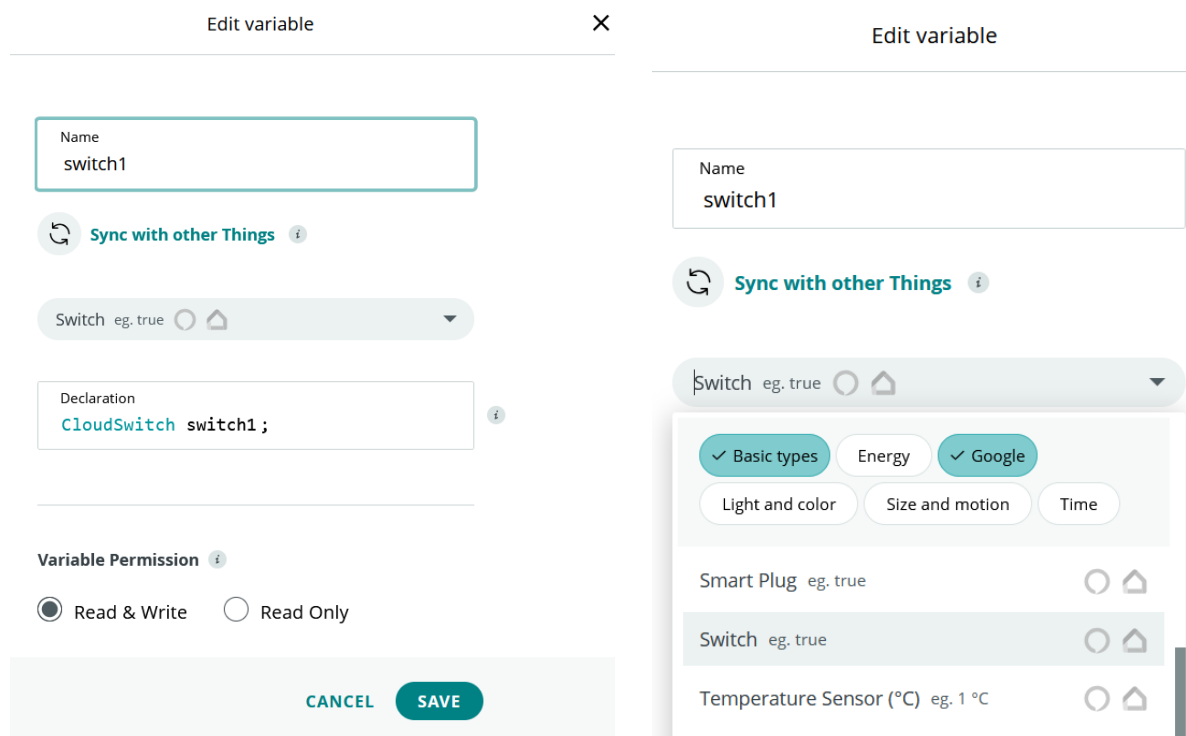 Edit variable
Name
switch1
Sync with other Things i
Switch eg. true
Declaration
CloudSwitch switch1;
i
Variable Permission i
Read & Write Read Only
CANCEL SAVE
Edit variable
Name
switch1
Sync with other Things i
Switch eg. true
Basic types Energy Google
Light and color Size and motion Time
Smart Plug eg. true
Switch eg. true
Temperature Sensor (°C) eg. 1 °C